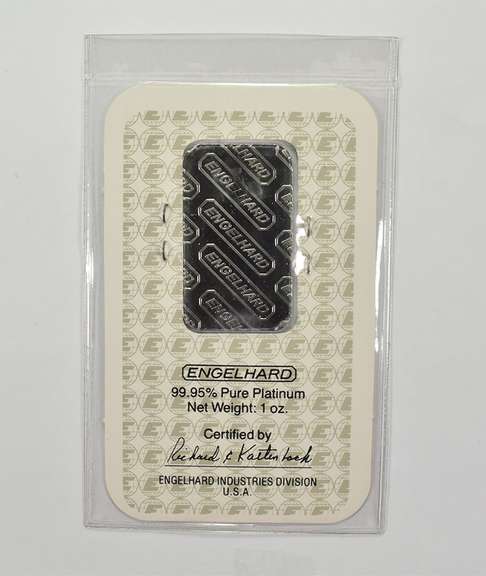 ENGELHARD
ENGELHARD
ENGELHARD
ENGELHARD
ENGELHARD
ENGELHARD
99.95% Pure Platinum
Net Weight: 1 oz.
Certified by
ENGELHARD INDUSTRIES DIVISION
U.S.A.